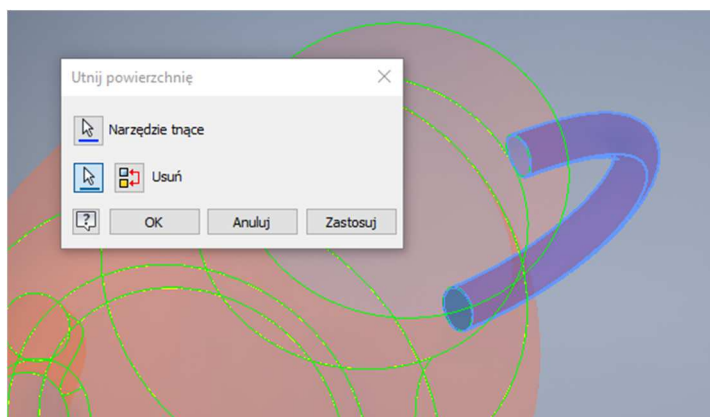 Utnij powierzchnię
Narzędzie tnące
Usuń
OK Anuluj Zastosuj